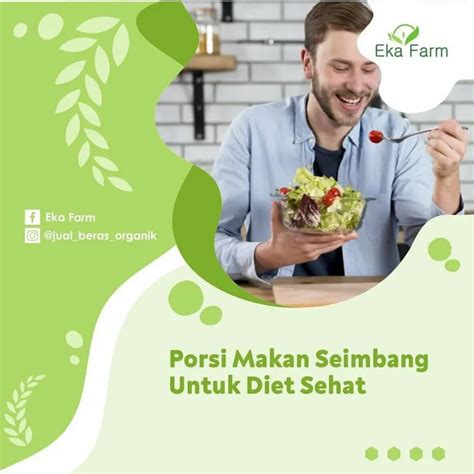 Eka Farm
Eka Farm
@jual_beras_organik
Porsi Makan Seimbang
Untuk Diet Sehat